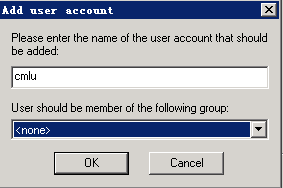 Add user account
Please enter the name of the user account that should
be added:
cmlu
User should be member of the following group:
<none>
OK
Cancel